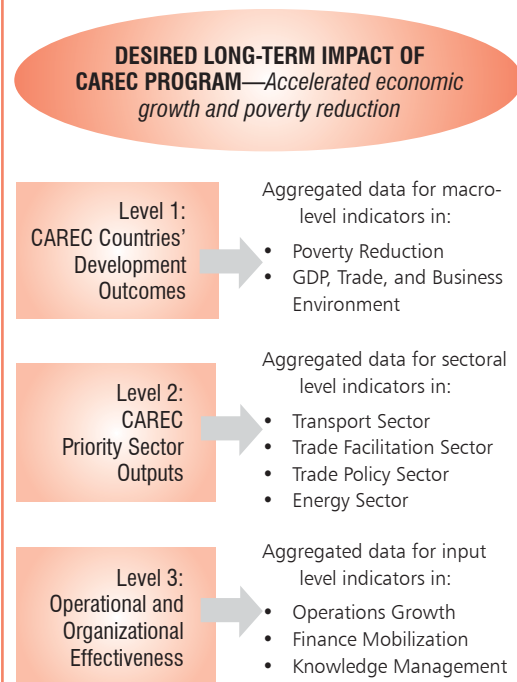 DESIRED LONG-TERM IMPACT OF
CAREC PROGRAM—Accelerated economic
growth and poverty reduction
Level 1:
CAREC Countries’
Development
Outcomes
Aggregated data for macro-
level indicators in:
• Poverty Reduction
• GDP, Trade, and Business
Environment
Level 2:
CAREC
Priority Sector
Outputs
Aggregated data for sectoral
level indicators in:
• Transport Sector
• Trade Facilitation Sector
• Trade Policy Sector
• Energy Sector
Level 3:
Operational and
Organizational
Effectiveness
Aggregated data for input
level indicators in:
• Operations Growth
• Finance Mobilization
• Knowledge Management